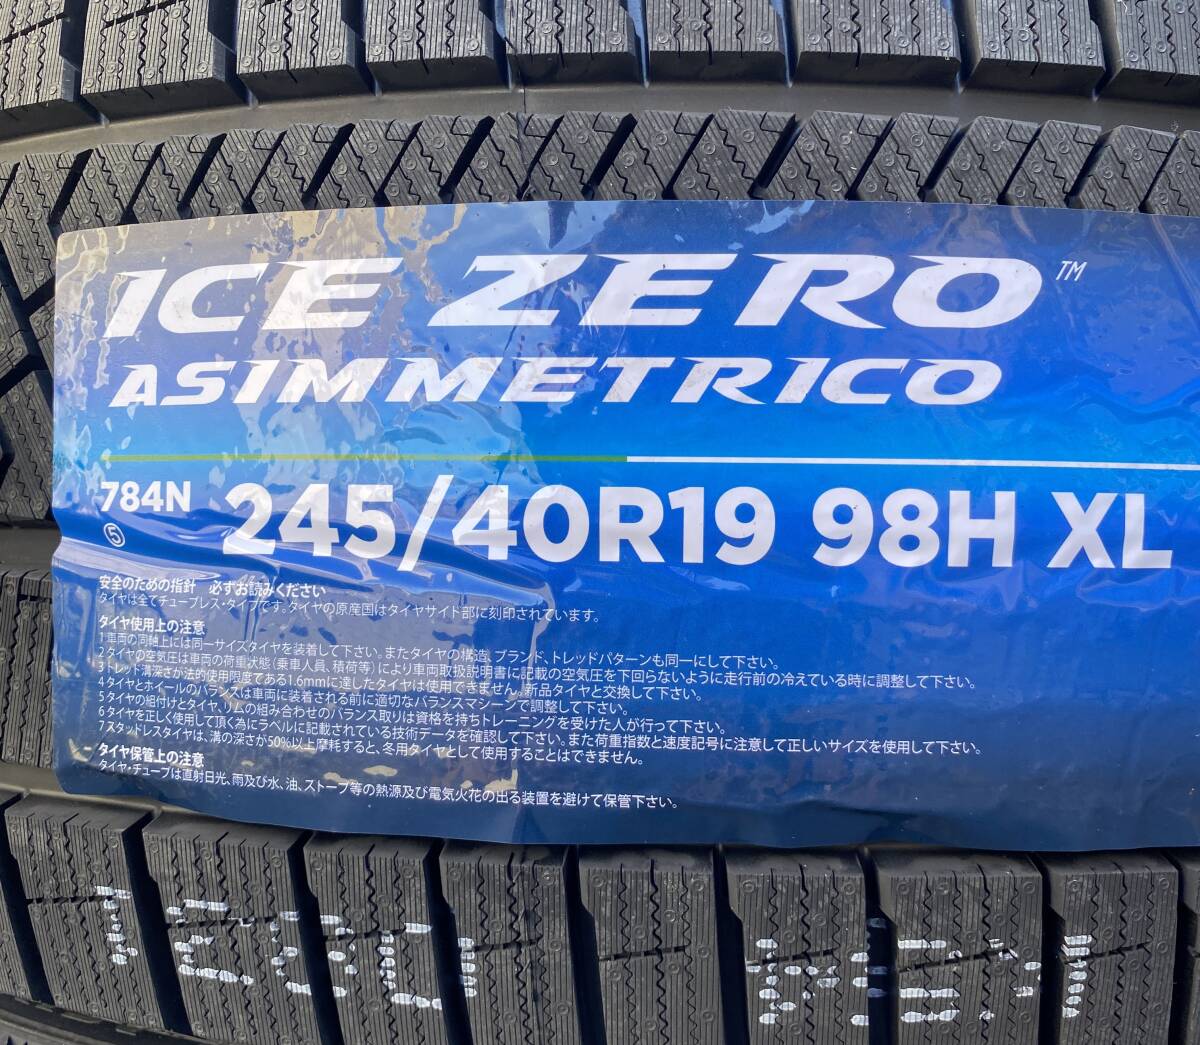 ICE ZERO™
ASIMMETRICO
784N 245/40R19 98H XL
⑤
安全のための指針 必ずお読みください
タイヤは全てチューブレス・タイプです。タイヤの原産国はタイヤサイド部に刻印されています。
タイヤ使用上の注意
1 車両の同軸上には同一サイズタイヤを装着して下さい。またタイヤの構造、ブランド、トレッドパターンも同一にして下さい。
2 タイヤの空気圧は車両の荷重状態(乗車人員、積荷等)により車両取扱説明書に記載の空気圧を下回らないように走行前の冷えている時に調整して下さい。
3 トレッド溝深さが法的使用限度である1.6mmに達したタイヤは使用できません。新品タイヤと交換して下さい。
4 タイヤとホイールのバランスは車両に装着される前に適切なバランスマシーンで調整して下さい。
5 タイヤの組付けとタイヤ、リムの組み合わせのバランス取りは資格を持ちトレーニングを受けた人が行って下さい。
6 タイヤを正しく使用して頂く為にラベルに記載されている技術データを確認して下さい。また荷重指数と速度記号に注意して正しいサイズを使用して下さい。
7 スタッドレスタイヤは、溝の深さが50%以上摩耗すると、冬用タイヤとして使用することはできません。
タイヤ保管上の注意
タイヤ・チューブは直射日光、雨及び水、油、ストーブ等の熱源及び電気火花の出る装置を避けて保管下さい。